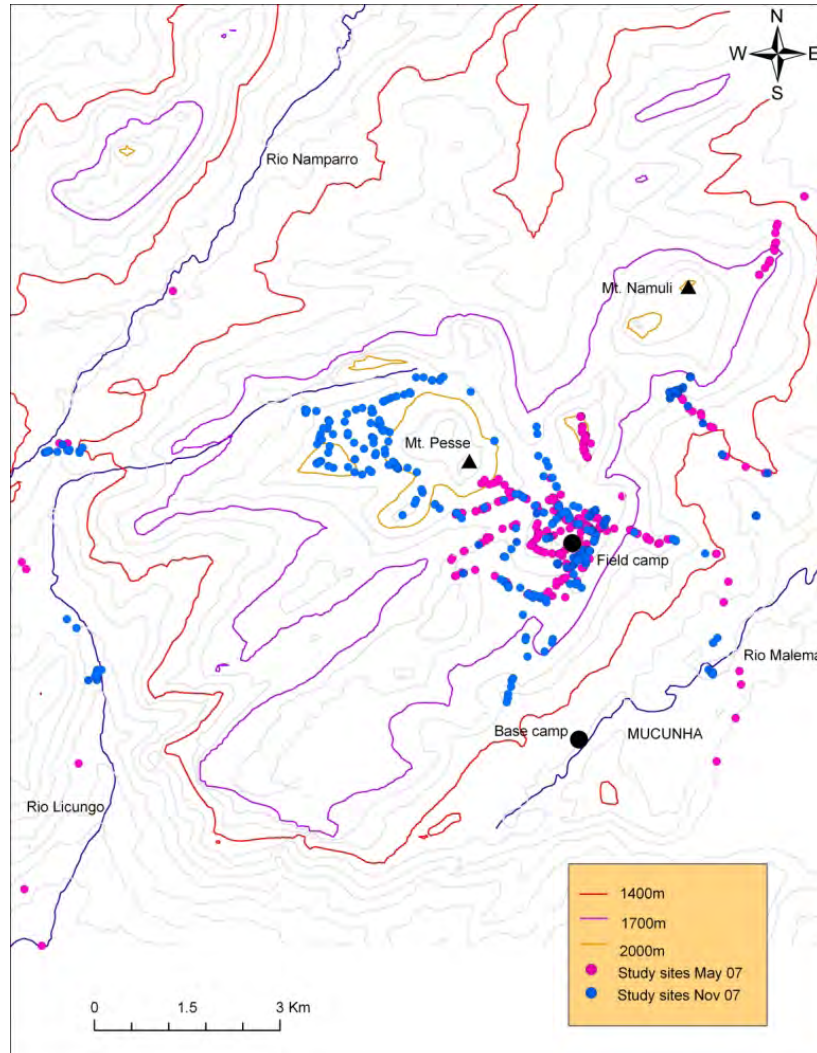 N
W E
S
Rio Namparro
Mt. Namuli
Mt. Pesse
Field camp
Rio Malema
Base camp
MUCUNHA
Rio Licungo
1400m
1700m
2000m
Study sites May 07
Study sites Nov 07
0 1.5 3 Km